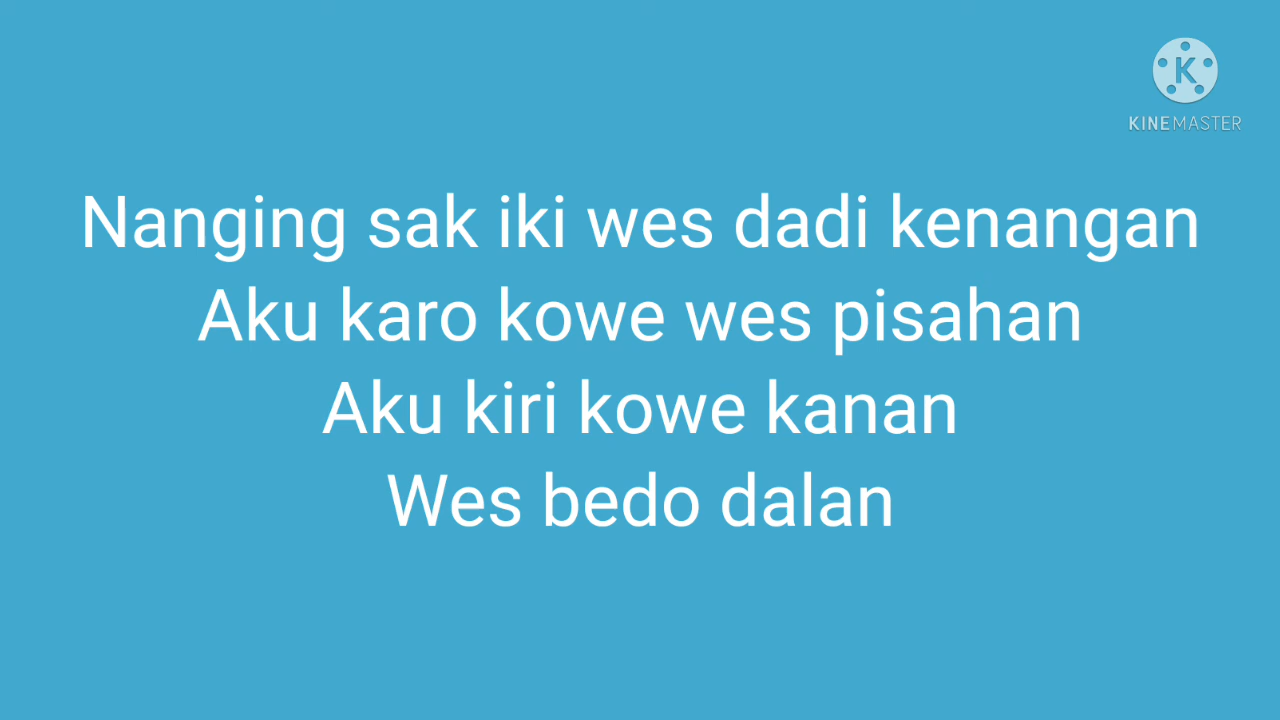 KINEMASTER
Nanging sak iki wes dadi kenangan
Aku karo kowe wes pisahan
Aku kiri kowe kanan
Wes bedo dalan